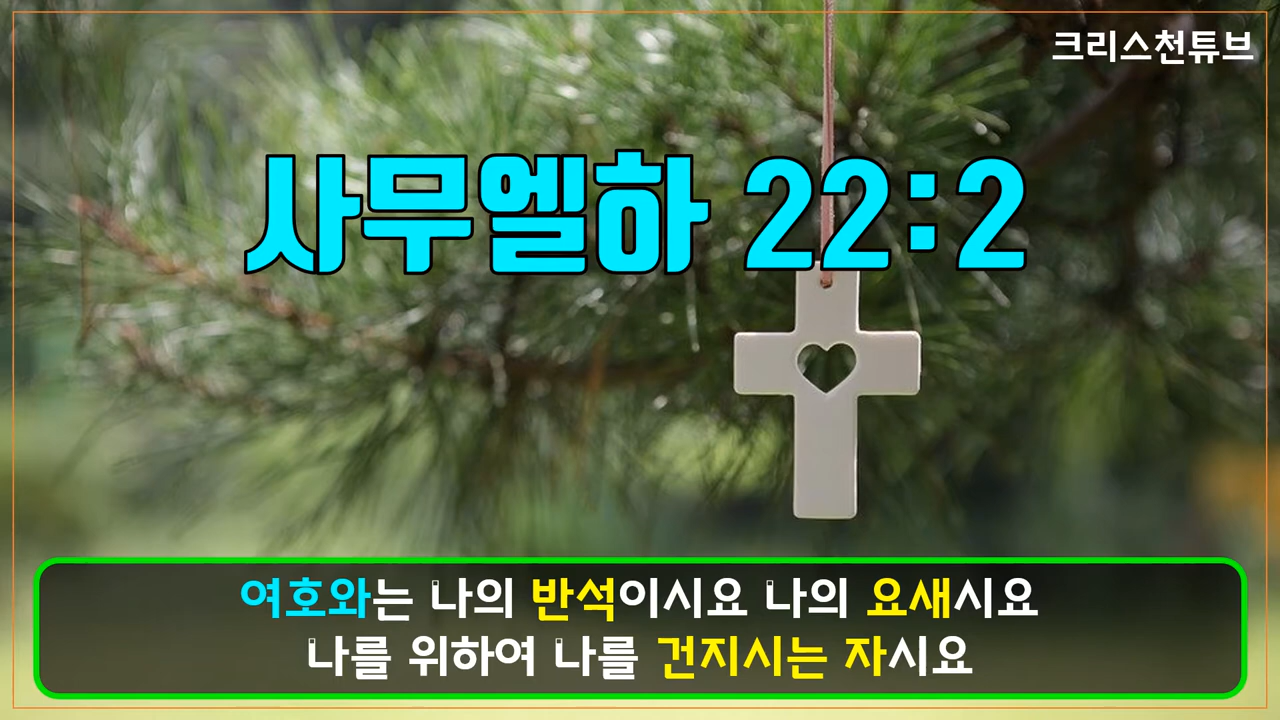 크리스천튜브
사무엘하 22:2
여호와는 나의 반석이시요 나의 요새시요
나를 위하여 나를 건지시는 자시요